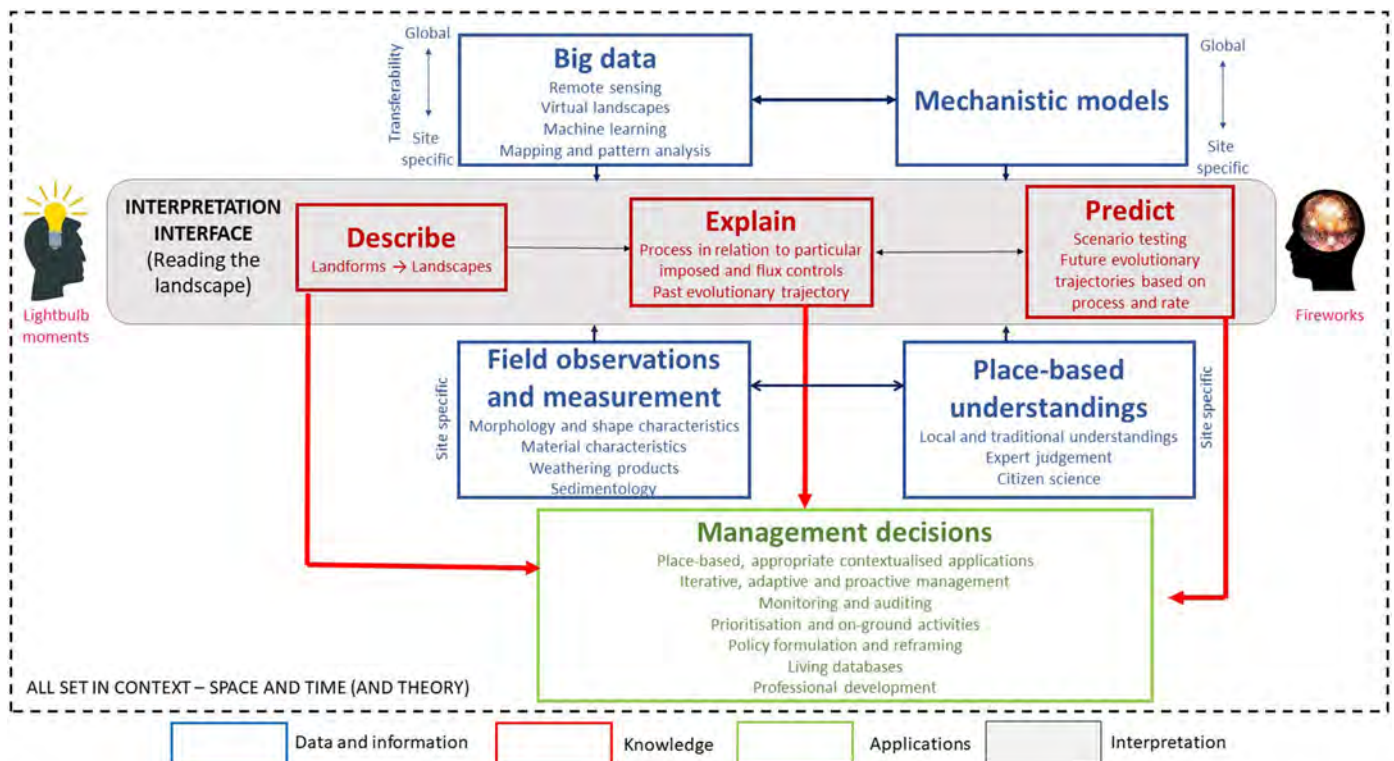 Transferability
Global
Site
specific
Big data
Remote sensing
Virtual landscapes
Machine learning
Mapping and pattern analysis
Mechanistic models
Global
Site
specific
INTERPRETATION
INTERFACE
(Reading the
landscape)
Describe
Landforms → Landscapes
Explain
Process in relation to particular
imposed and flux controls
Past evolutionary trajectory
Predict
Scenario testing
Future evolutionary
trajectories based on
process and rate
Lightbulb
moments
Fireworks
Site specific
Field observations
and measurement
Morphology and shape characteristics
Material characteristics
Weathering products
Sedimentology
Place-based
understandings
Local and traditional understandings
Expert judgement
Citizen science
Site specific
Management decisions
Place-based, appropriate contextualised applications
Iterative, adaptive and proactive management
Monitoring and auditing
Prioritisation and on-ground activities
Policy formulation and reframing
Living databases
Professional development
ALL SET IN CONTEXT – SPACE AND TIME (AND THEORY)
Data and information
Knowledge
Applications
Interpretation